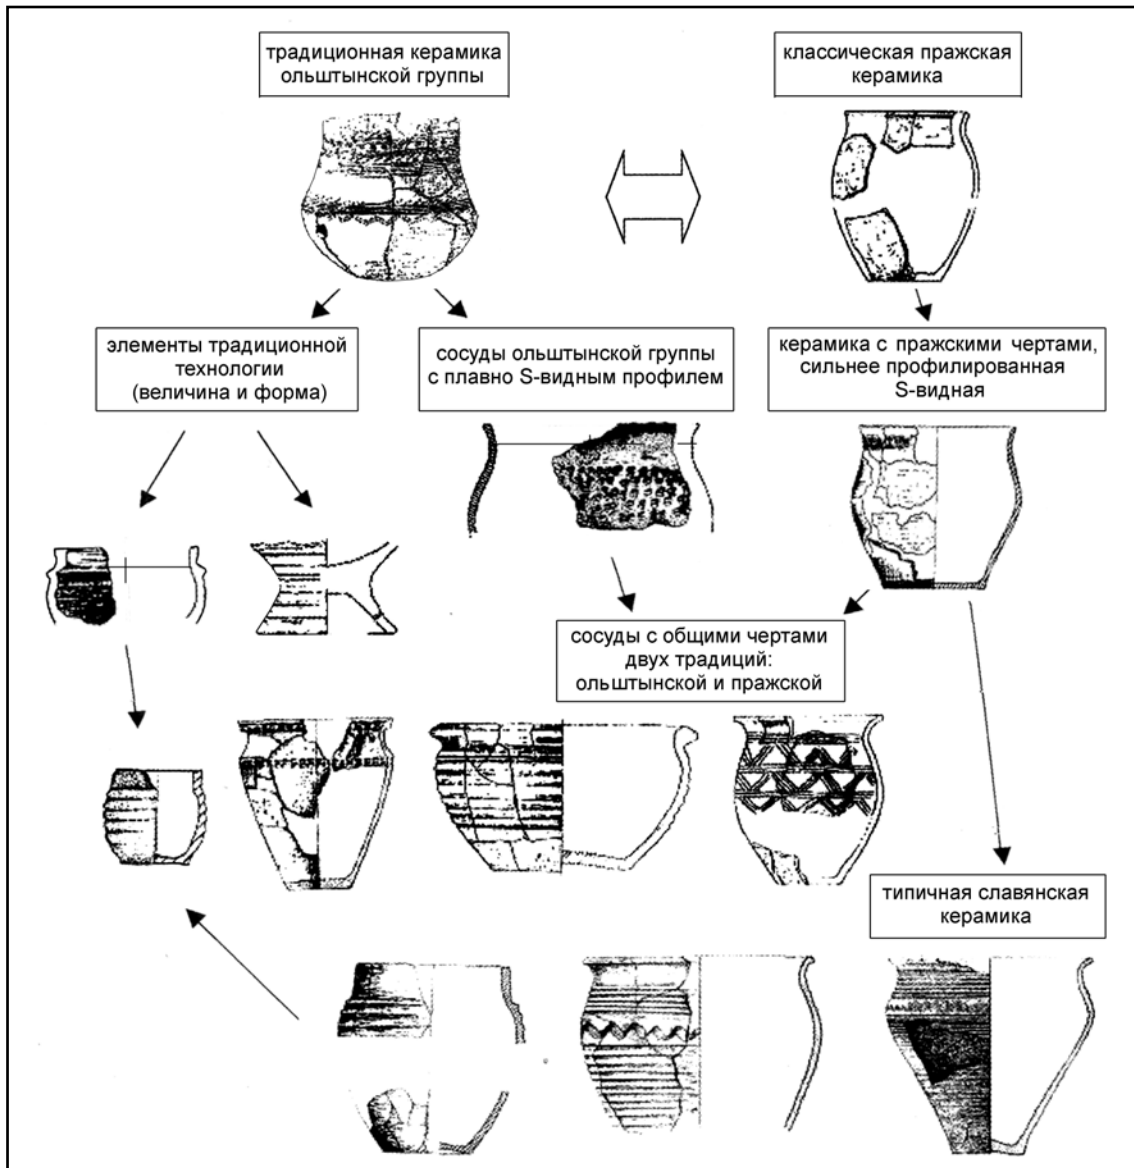 традиционная керамика
ольштынской группы
классическая пражская
керамика
элементы традиционной
технологии
(величина и форма)
сосуды ольштынской группы
с плавно S-видным профилем
керамика с пражскими чертами,
сильнее профилированная
S-видная
сосуды с общими чертами
двух традиций:
ольштынской и пражской
типичная славянская
керамика